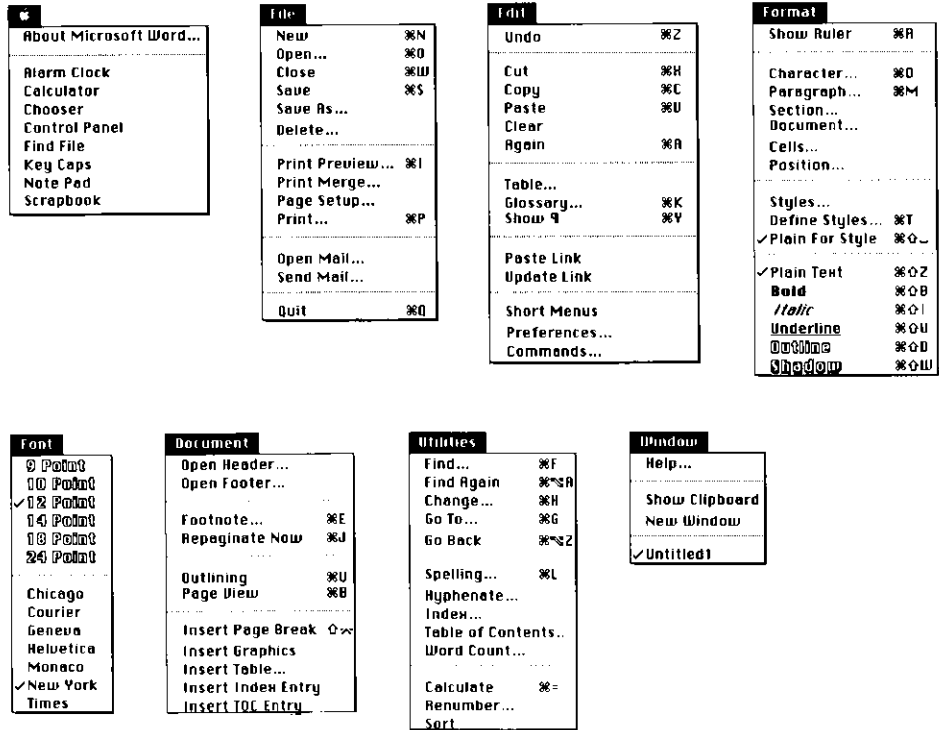 About Microsoft Word...
Alarm Clock
Calculator
Chooser
Control Panel
Find File
Key Caps
Note Pad
Scrapbook
File
New ⌘N
Open... ⌘O
Close ⌘W
Save ⌘S
Save As...
Delete...
Print Preview... ⌘I
Print Merge...
Page Setup...
Print... ⌘P
Open Mail...
Send Mail...
Quit ⌘Q
Edit
Undo ⌘Z
Cut ⌘X
Copy ⌘C
Paste ⌘V
Clear
Again ⌘A
Table...
Glossary... ⌘K
Show ¶ ⌘Y
Paste Link
Update Link
Short Menus
Preferences...
Commands...
Format
Show Ruler ⌘R
Character... ⌘D
Paragraph... ⌘M
Section...
Document...
Cells...
Position...
Styles...
Define Styles... ⌘T
✓Plain For Style ⌘⇧␣
✓Plain Text ⌘⇧Z
Bold ⌘⇧B
Italic ⌘⇧I
Underline ⌘⇧U
Outline ⌘⇧D
Shadow ⌘⇧W
Font
9 Point
10 Point
✓12 Point
14 Point
18 Point
24 Point
Chicago
Courier
Geneva
Helvetica
Monaco
✓New York
Times
Document
Open Header...
Open Footer...
Footnote... ⌘E
Repaginate Now ⌘J
Outlining ⌘U
Page View ⌘B
Insert Page Break ⇧⌤
Insert Graphics
Insert Table...
Insert Index Entry
Insert TOC Entry
Utilities
Find... ⌘F
Find Again ⌘⌥A
Change... ⌘H
Go To... ⌘G
Go Back ⌘⌥Z
Spelling... ⌘L
Hyphenate...
Index...
Table of Contents..
Word Count...
Calculate ⌘=
Renumber...
Sort
Window
Help...
Show Clipboard
New Window
✓Untitled1